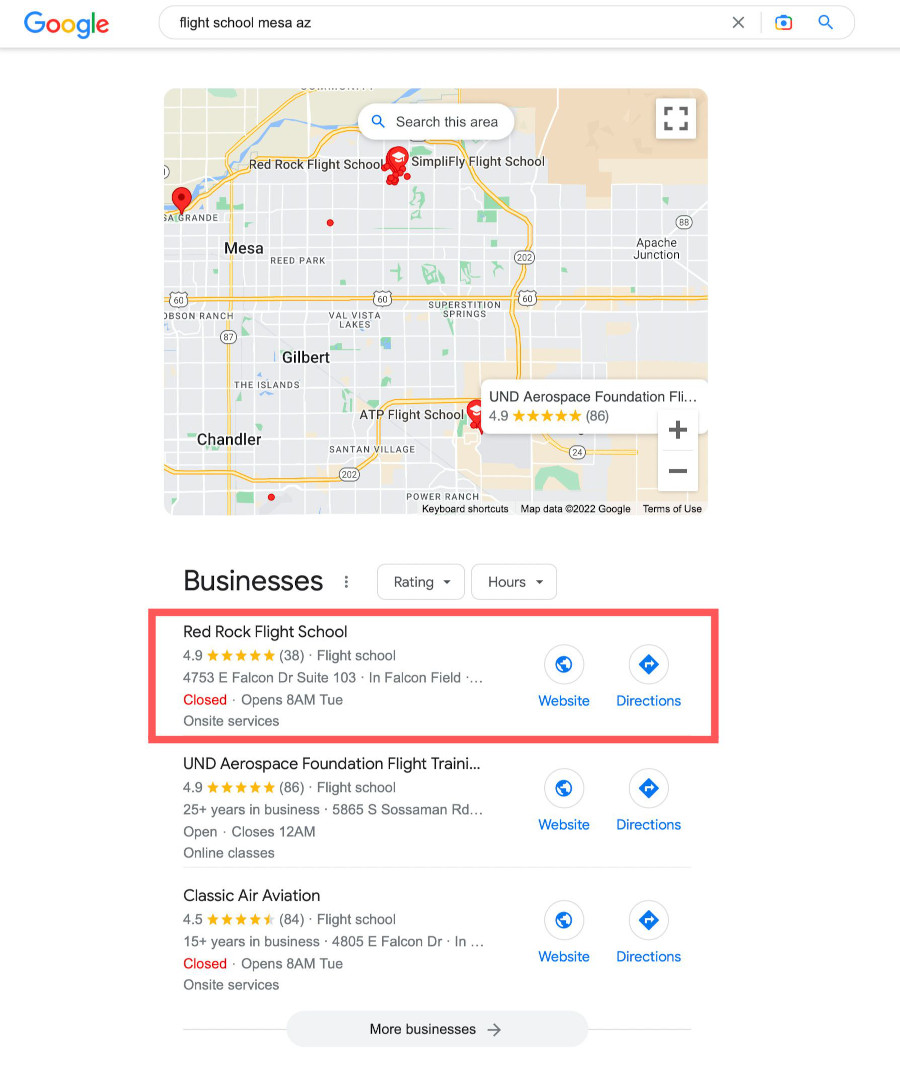 Google
flight school mesa az
Search this area
Red Rock Flight School
SimpliFly Flight School
SA GRANDE
Mesa
REED PARK
88
Apache
Junction
202
60
60
60
OBSON RANCH
VAL VISTA
LAKES
SUPERSTITION
SPRINGS
87
Gilbert
THE ISLANDS
UND Aerospace Foundation Fli...
4.9 (86)
ATP Flight School
Chandler
SANTAN VILLAGE
24
202
POWER RANCH
Keyboard shortcuts Map data ©2022 Google Terms of Use
Businesses
Rating
Hours
Red Rock Flight School
4.9 (38) · Flight school
4753 E Falcon Dr Suite 103 · In Falcon Field ·...
Closed · Opens 8AM Tue
Onsite services
Website
Directions
UND Aerospace Foundation Flight Traini...
4.9 (86) · Flight school
25+ years in business · 5865 S Sossaman Rd...
Open · Closes 12AM
Online classes
Website
Directions
Classic Air Aviation
4.5 (84) · Flight school
15+ years in business · 4805 E Falcon Dr · In ...
Closed · Opens 8AM Tue
Onsite services
Website
Directions
More businesses